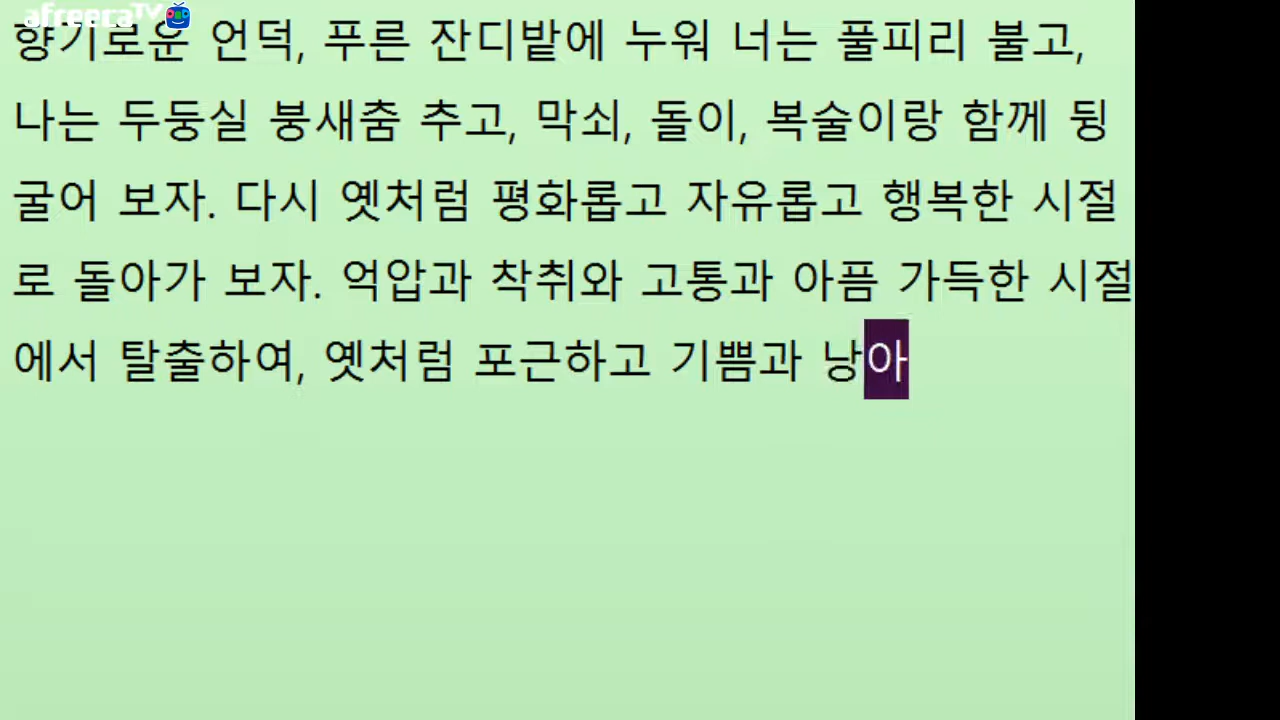 afreecaTV
향기로운 언덕, 푸른 잔디밭에 누워 너는 풀피리 불고,
나는 두둥실 붕새춤 추고, 막쇠, 돌이, 복술이랑 함께 뒹
굴어 보자. 다시 옛처럼 평화롭고 자유롭고 행복한 시절
로 돌아가 보자. 억압과 착취와 고통과 아픔 가득한 시절
에서 탈출하여, 옛처럼 포근하고 기쁨과 낭아